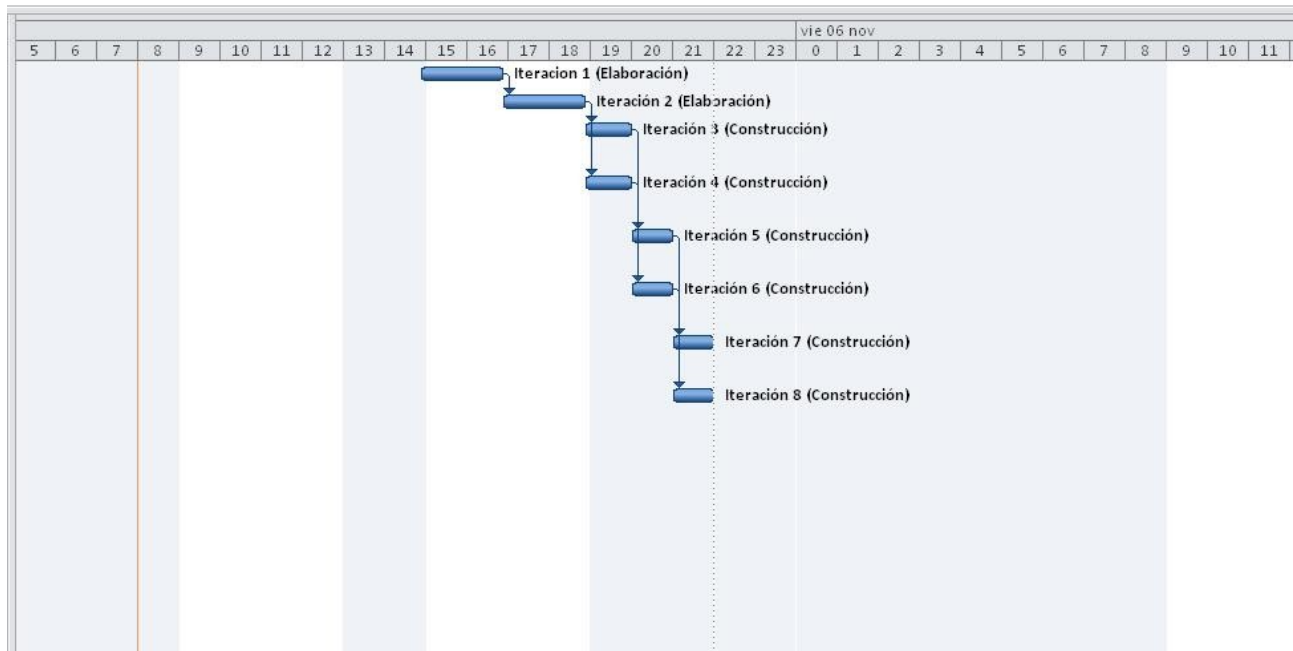 vie 06 nov
5 6 7 8 9 10 11 12 13 14 15 16 17 18 19 20 21 22 23 0 1 2 3 4 5 6 7 8 9 10 11
Iteracion 1 (Elaboración)
Iteración 2 (Elaboración)
Iteración 3 (Construcción)
Iteración 4 (Construcción)
Iteración 5 (Construcción)
Iteración 6 (Construcción)
Iteración 7 (Construcción)
Iteración 8 (Construcción)